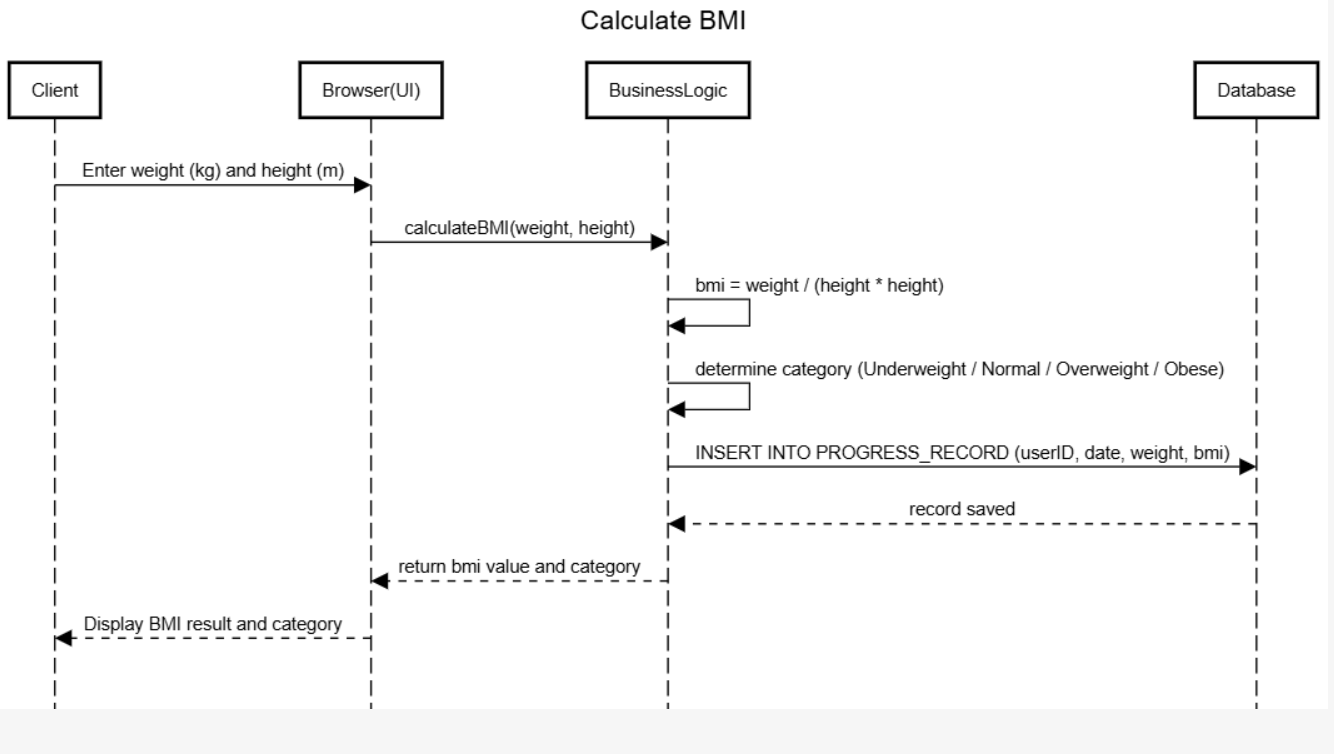 Calculate BMI
Client
Browser(UI)
BusinessLogic
Database
Enter weight (kg) and height (m)
calculateBMI(weight, height)
bmi = weight / (height * height)
determine category (Underweight / Normal / Overweight / Obese)
INSERT INTO PROGRESS_RECORD (userID, date, weight, bmi)
record saved
return bmi value and category
Display BMI result and category